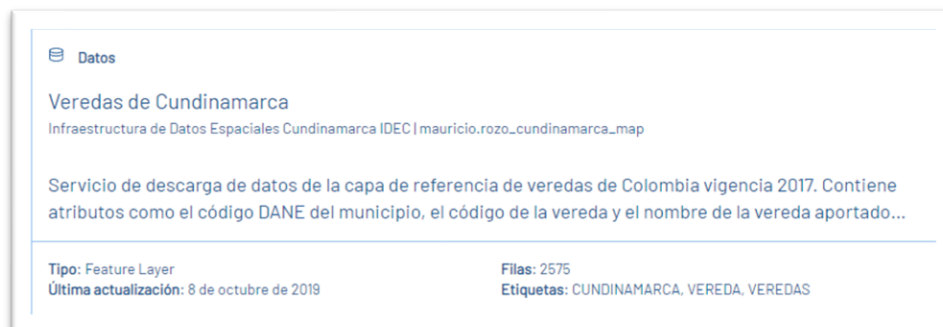 Datos
Veredas de Cundinamarca
Infraestructura de Datos Espaciales Cundinamarca IDEC | mauricio.rozo_cundinamarca_map
Servicio de descarga de datos de la capa de referencia de veredas de Colombia vigencia 2017. Contiene
atributos como el código DANE del municipio, el código de la vereda y el nombre de la vereda aportado...
Tipo: Feature Layer
Filas: 2575
Última actualización: 8 de octubre de 2019
Etiquetas: CUNDINAMARCA, VEREDA, VEREDAS